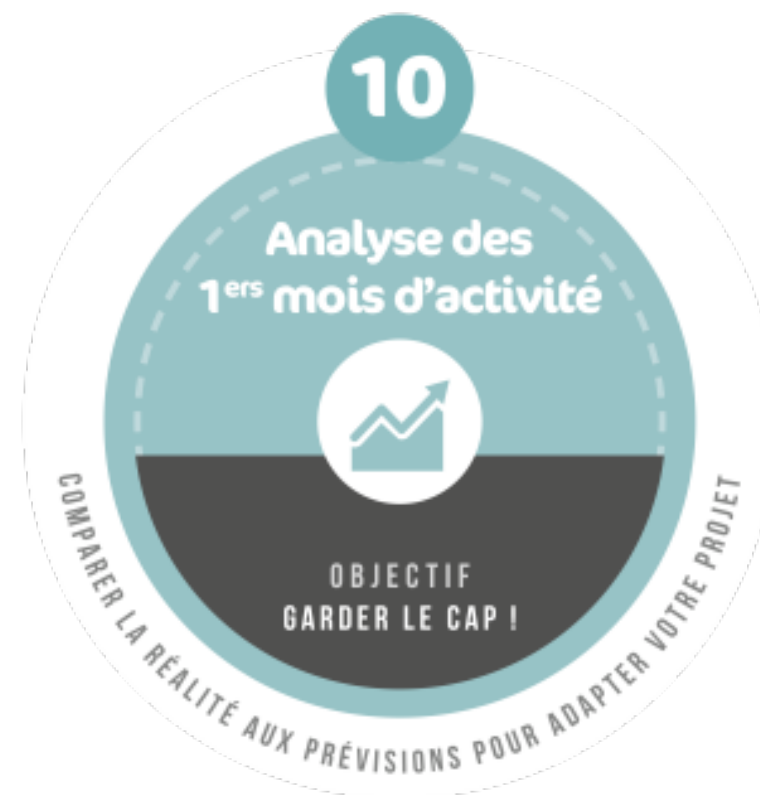 10
Analyse des
1ers mois d'activité
OBJECTIF
GARDER LE CAP !
COMPARER LA RÉALITÉ AUX PRÉVISIONS POUR ADAPTER VOTRE PROJET